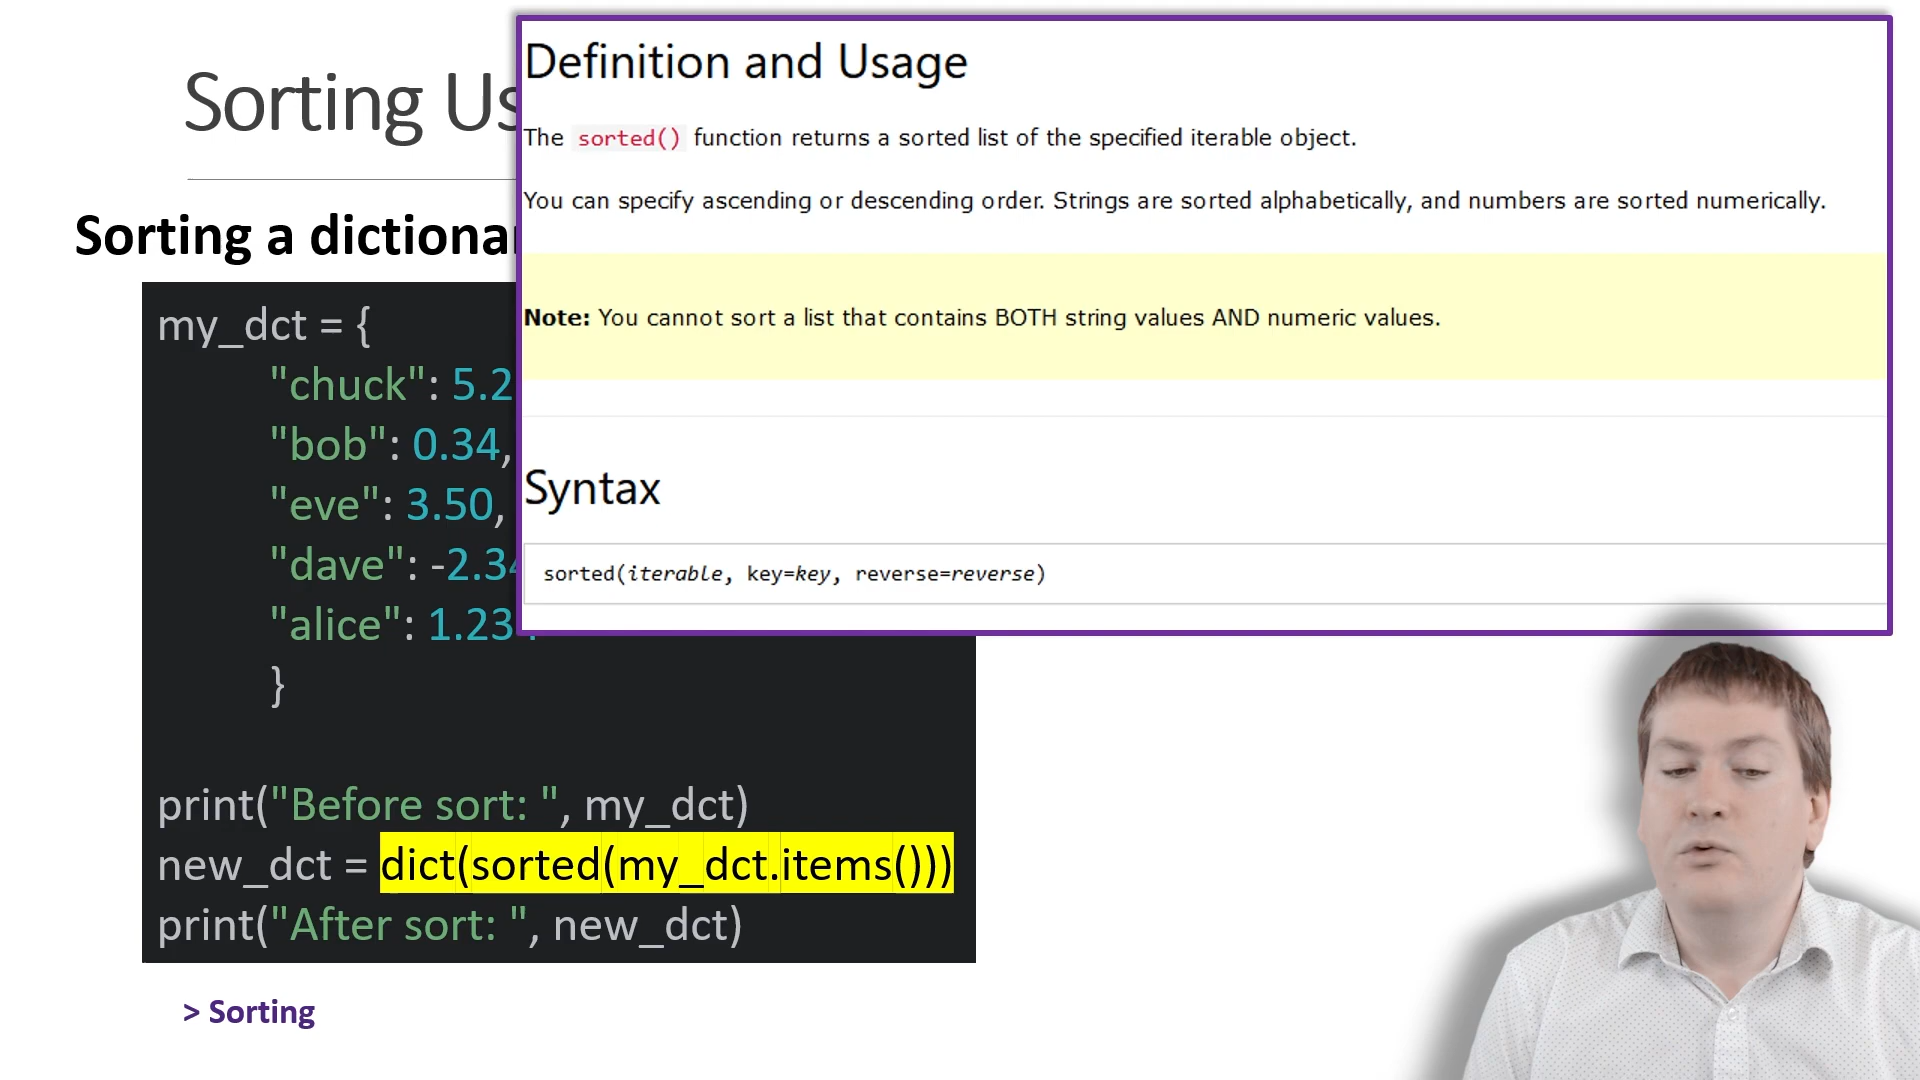 Sorting
Sorting a
my_dct = {
"chuck": 5.2
"bob": 0.34,
"eve": 3.50,
"dave": -2.34
"alice": 1.23
}
print("Before sort: ", my_dct)
new_dct = dict(sorted(my_dct.items()))
print("After sort: ", new_dct)
> Sorting
Definition and Usage
The sorted() function returns a sorted list of the specified iterable object.
You can specify ascending or descending order. Strings are sorted alphabetically, and numbers are sorted numerically.
Note: You cannot sort a list that contains BOTH string values AND numeric values.
Syntax
sorted(iterable, key=key, reverse=reverse)